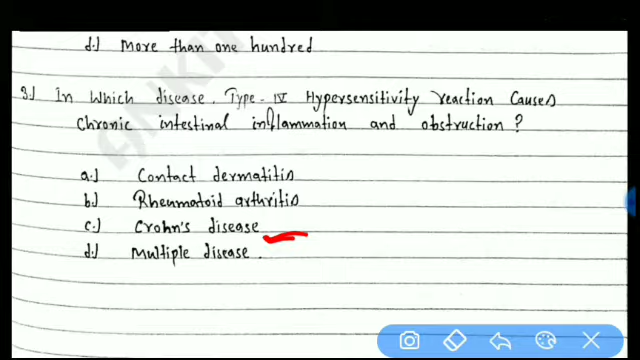 d.) More than one hundred
3.) In Which disease, Type-IV Hypersensitivity reaction Causes
Chronic intestinal inflammation and obstruction?
a.) Contact dermatitis
b.) Rheumatoid arthritis
c.) Crohn's disease
d.) Multiple disease.